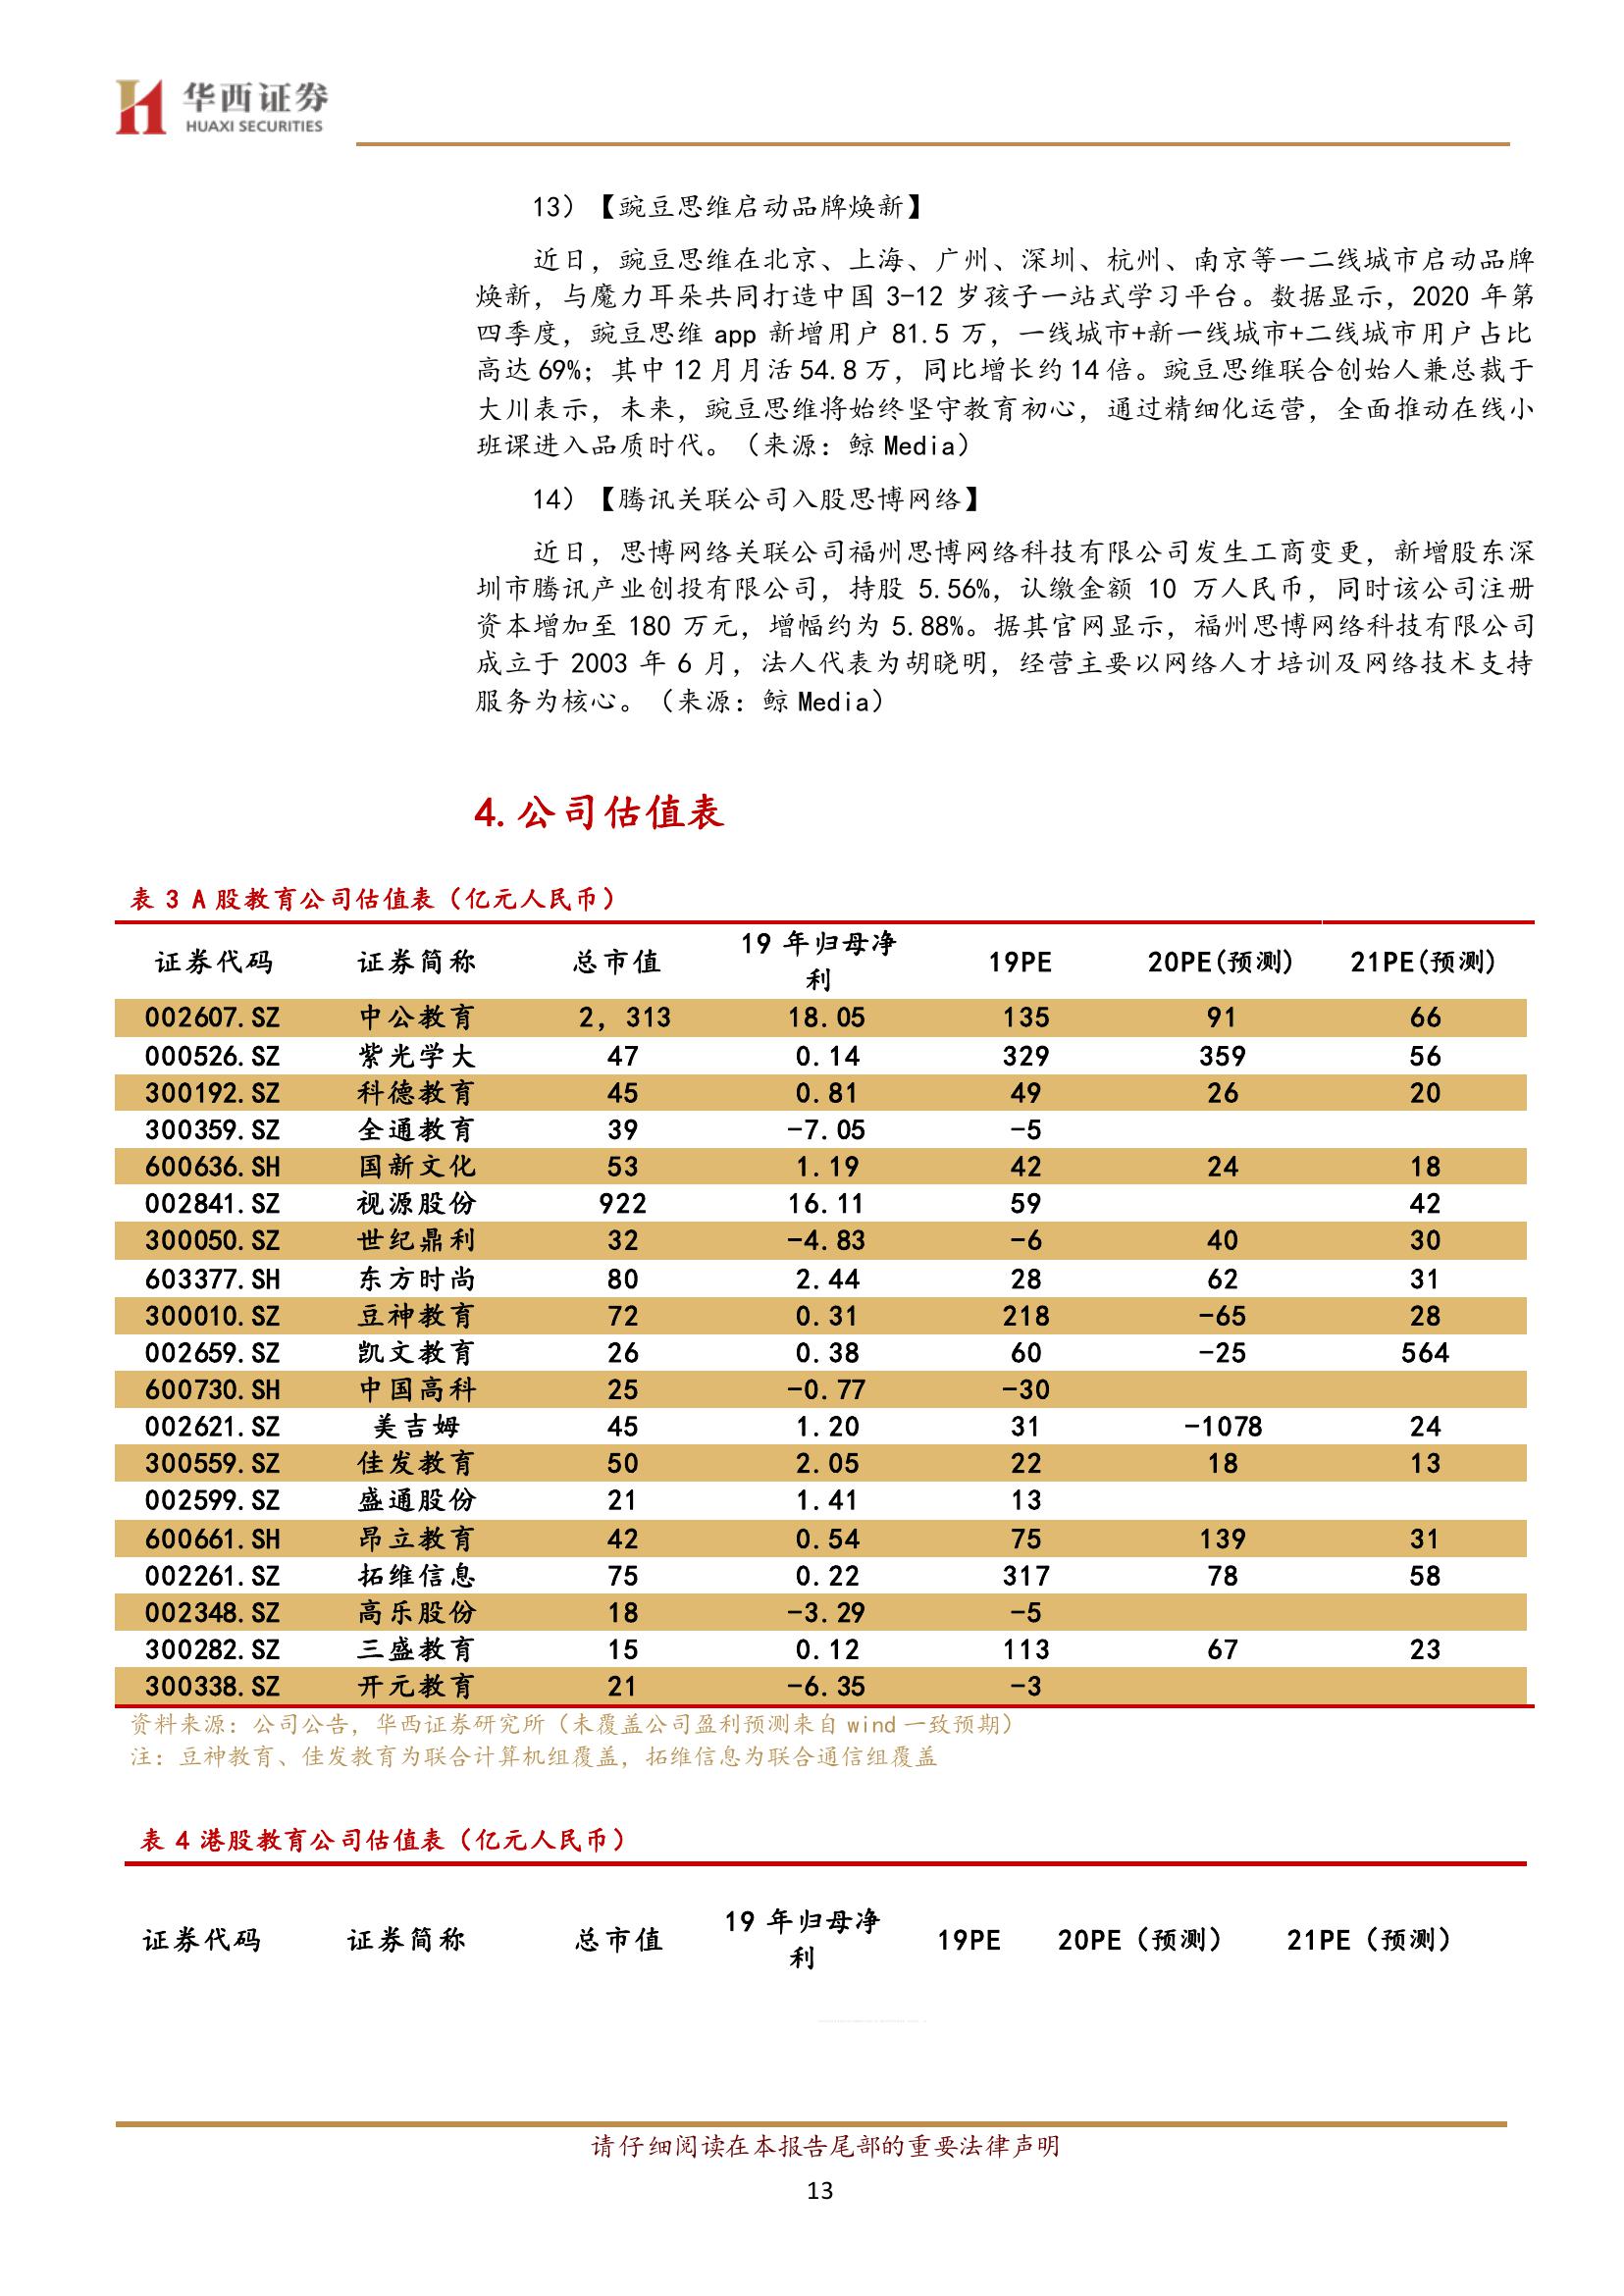 华西证券
HUAXI SECURITIES
13）【豌豆思维启动品牌焕新】
近日，豌豆思维在北京、上海、广州、深圳、杭州、南京等一二线城市启动品牌
焕新，与魔力耳朵共同打造中国 3-12 岁孩子一站式学习平台。数据显示，2020 年第
四季度，豌豆思维 app 新增用户 81.5 万，一线城市+新一线城市+二线城市用户占比
高达 69%；其中 12 月月活 54.8 万，同比增长约 14 倍。豌豆思维联合创始人兼总裁于
大川表示，未来，豌豆思维将始终坚守教育初心，通过精细化运营，全面推动在线小
班课进入品质时代。（来源：鲸 Media）
14）【腾讯关联公司入股思博网络】
近日，思博网络关联公司福州思博网络科技有限公司发生工商变更，新增股东深
圳市腾讯产业创投有限公司，持股 5.56%，认缴金额 10 万人民币，同时该公司注册
资本增加至 180 万元，增幅约为 5.88%。据其官网显示，福州思博网络科技有限公司
成立于 2003 年 6 月，法人代表为胡晓明，经营主要以网络人才培训及网络技术支持
服务为核心。（来源：鲸 Media）
4.公司估值表
表 3 A 股教育公司估值表（亿元人民币）
证券代码 证券简称 总市值 19 年归母净利 19PE 20PE(预测) 21PE(预测)
002607.SZ 中公教育 2, 313 18.05 135 91 66
000526.SZ 紫光学大 47 0.14 329 359 56
300192.SZ 科德教育 45 0.81 49 26 20
300359.SZ 全通教育 39 -7.05 -5
600636.SH 国新文化 53 1.19 42 24 18
002841.SZ 视源股份 922 16.11 59 42
300050.SZ 世纪鼎利 32 -4.83 -6 40 30
603377.SH 东方时尚 80 2.44 28 62 31
300010.SZ 豆神教育 72 0.31 218 -65 28
002659.SZ 凯文教育 26 0.38 60 -25 564
600730.SH 中国高科 25 -0.77 -30
002621.SZ 美吉姆 45 1.20 31 -1078 24
300559.SZ 佳发教育 50 2.05 22 18 13
002599.SZ 盛通股份 21 1.41 13
600661.SH 昂立教育 42 0.54 75 139 31
002261.SZ 拓维信息 75 0.22 317 78 58
002348.SZ 高乐股份 18 -3.29 -5
300282.SZ 三盛教育 15 0.12 113 67 23
300338.SZ 开元教育 21 -6.35 -3
资料来源：公司公告，华西证券研究所（未覆盖公司盈利预测来自 wind 一致预期）
注：豆神教育、佳发教育为联合计算机组覆盖，拓维信息为联合通信组覆盖
表 4 港股教育公司估值表（亿元人民币）
证券代码 证券简称 总市值 19 年归母净利 19PE 20PE（预测） 21PE（预测）
请仔细阅读在本报告尾部的重要法律声明
13